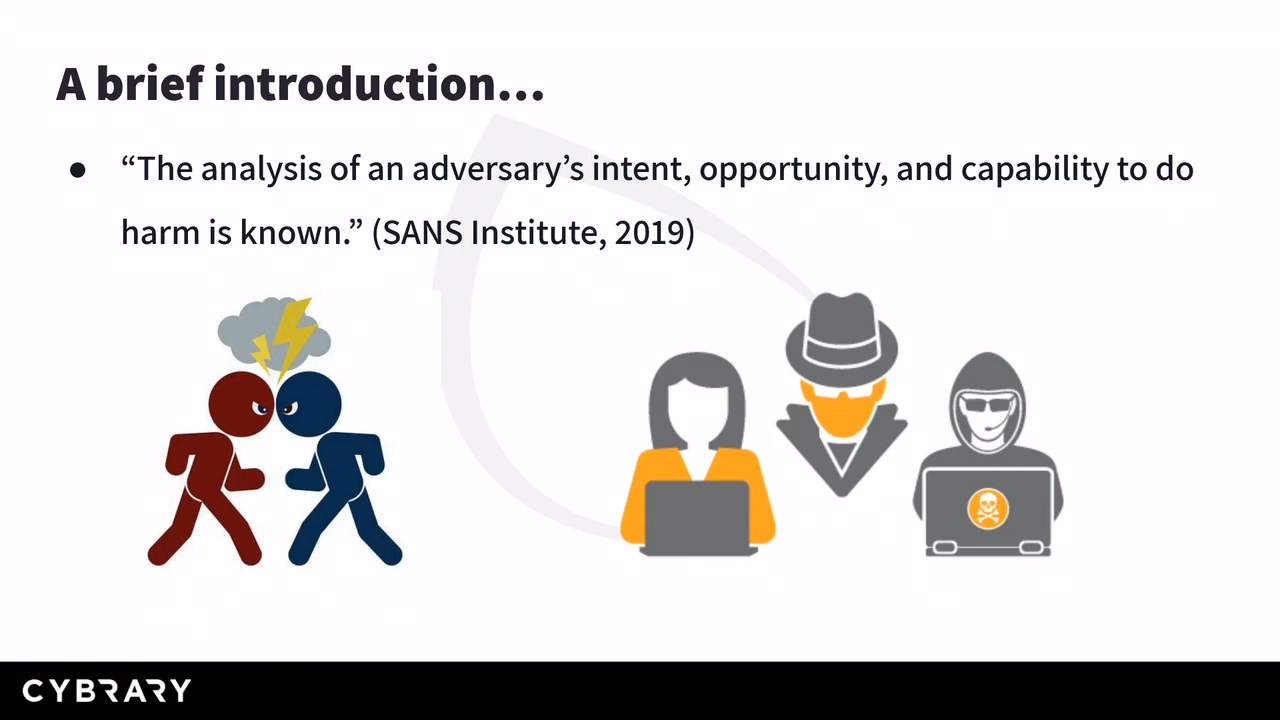 A brief introduction…
● “The analysis of an adversary’s intent, opportunity, and capability to do
harm is known.” (SANS Institute, 2019)
CYBRARY